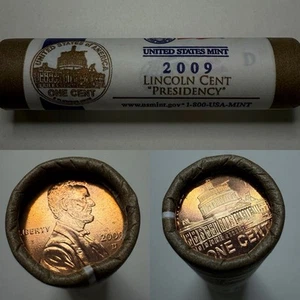 UNITED STATES OF AMERICA
ONE CENT
UNITED STATES MINT
2009
LINCOLN CENT
"PRESIDENCY"
www.usmint.gov • 1-800-USA-MINT
D
LIBERTY
2009
ONE CENT